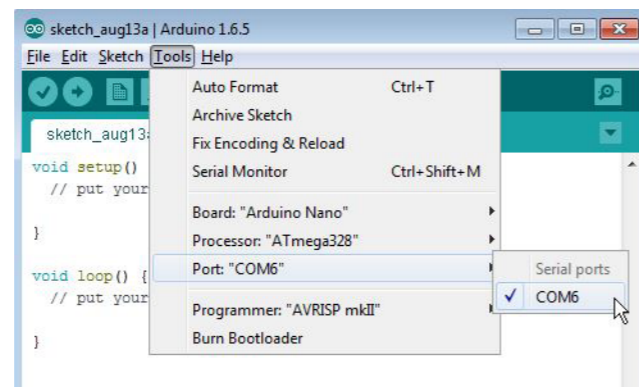 sketch_aug13a | Arduino 1.6.5
File Edit Sketch Tools Help
Auto Format Ctrl+T
Archive Sketch
sketch_aug13a
Fix Encoding & Reload
void setup()
Serial Monitor Ctrl+Shift+M
// put your
Board: "Arduino Nano"
}
Processor: "ATmega328"
Port: "COM6"
Serial ports
void loop() {
// put your
COM6
Programmer: "AVRISP mkII"
}
Burn Bootloader